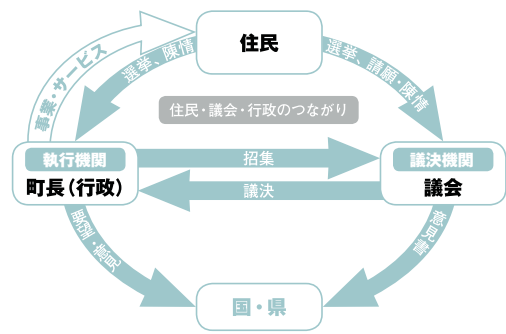 住民
選挙、陳情
選挙、請願・陳情
事業・サービス
住民・議会・行政のつながり
執行機関
町長（行政）
招集
議決
議決機関
議会
要望・意見
意見書
国・県